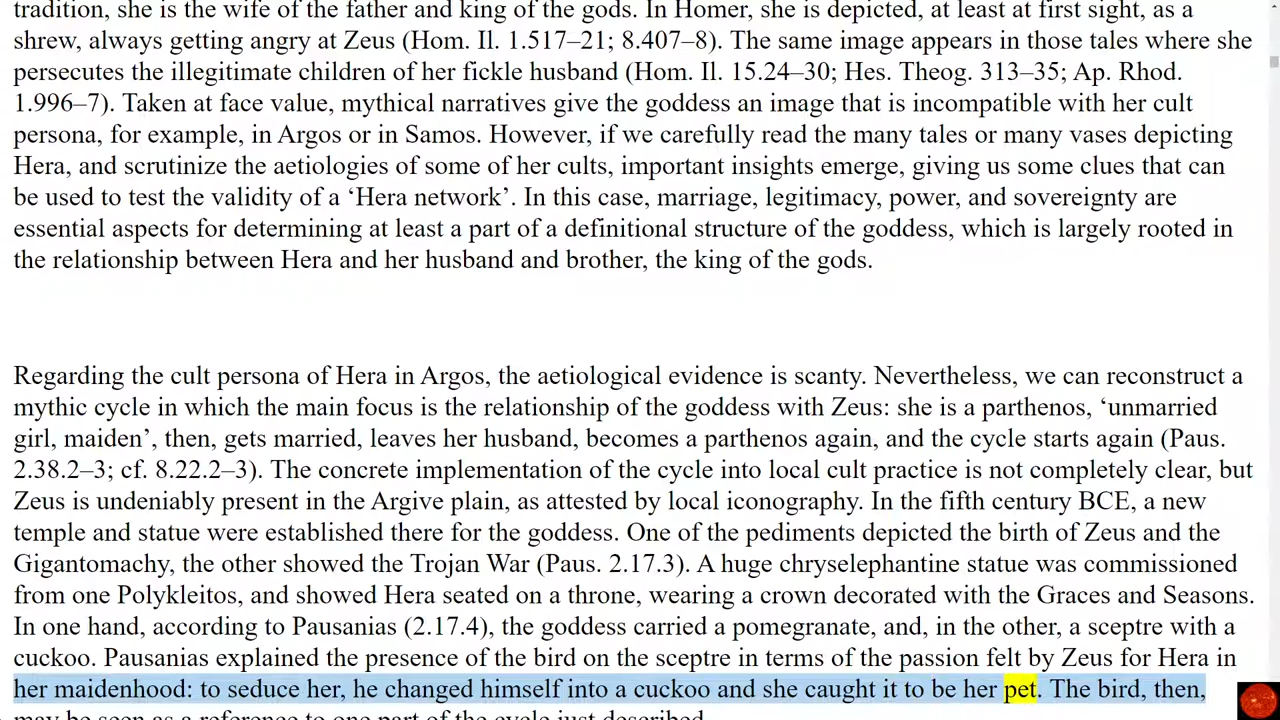 tradition, she is the wife of the father and king of the gods. In Homer, she is depicted, at least at first sight, as a
shrew, always getting angry at Zeus (Hom. Il. 1.517–21; 8.407–8). The same image appears in those tales where she
persecutes the illegitimate children of her fickle husband (Hom. Il. 15.24–30; Hes. Theog. 313–35; Ap. Rhod.
1.996–7). Taken at face value, mythical narratives give the goddess an image that is incompatible with her cult
persona, for example, in Argos or in Samos. However, if we carefully read the many tales or many vases depicting
Hera, and scrutinize the aetiologies of some of her cults, important insights emerge, giving us some clues that can
be used to test the validity of a ‘Hera network’. In this case, marriage, legitimacy, power, and sovereignty are
essential aspects for determining at least a part of a definitional structure of the goddess, which is largely rooted in
the relationship between Hera and her husband and brother, the king of the gods.
Regarding the cult persona of Hera in Argos, the aetiological evidence is scanty. Nevertheless, we can reconstruct a
mythic cycle in which the main focus is the relationship of the goddess with Zeus: she is a parthenos, ‘unmarried
girl, maiden’, then, gets married, leaves her husband, becomes a parthenos again, and the cycle starts again (Paus.
2.38.2–3; cf. 8.22.2–3). The concrete implementation of the cycle into local cult practice is not completely clear, but
Zeus is undeniably present in the Argive plain, as attested by local iconography. In the fifth century BCE, a new
temple and statue were established there for the goddess. One of the pediments depicted the birth of Zeus and the
Gigantomachy, the other showed the Trojan War (Paus. 2.17.3). A huge chryselephantine statue was commissioned
from one Polykleitos, and showed Hera seated on a throne, wearing a crown decorated with the Graces and Seasons.
In one hand, according to Pausanias (2.17.4), the goddess carried a pomegranate, and, in the other, a sceptre with a
cuckoo. Pausanias explained the presence of the bird on the sceptre in terms of the passion felt by Zeus for Hera in
her maidenhood: to seduce her, he changed himself into a cuckoo and she caught it to be her pet. The bird, then,
may be seen as a reference to one part of the cycle just described.